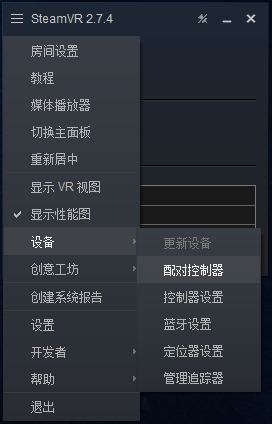 SteamVR 2.7.4
房间设置
教程
媒体播放器
切换主面板
重新居中
显示 VR 视图
显示性能图
设备
创意工坊
创建系统报告
设置
开发者
帮助
退出
更新设备
配对控制器
控制器设置
蓝牙设置
定位器设置
管理追踪器